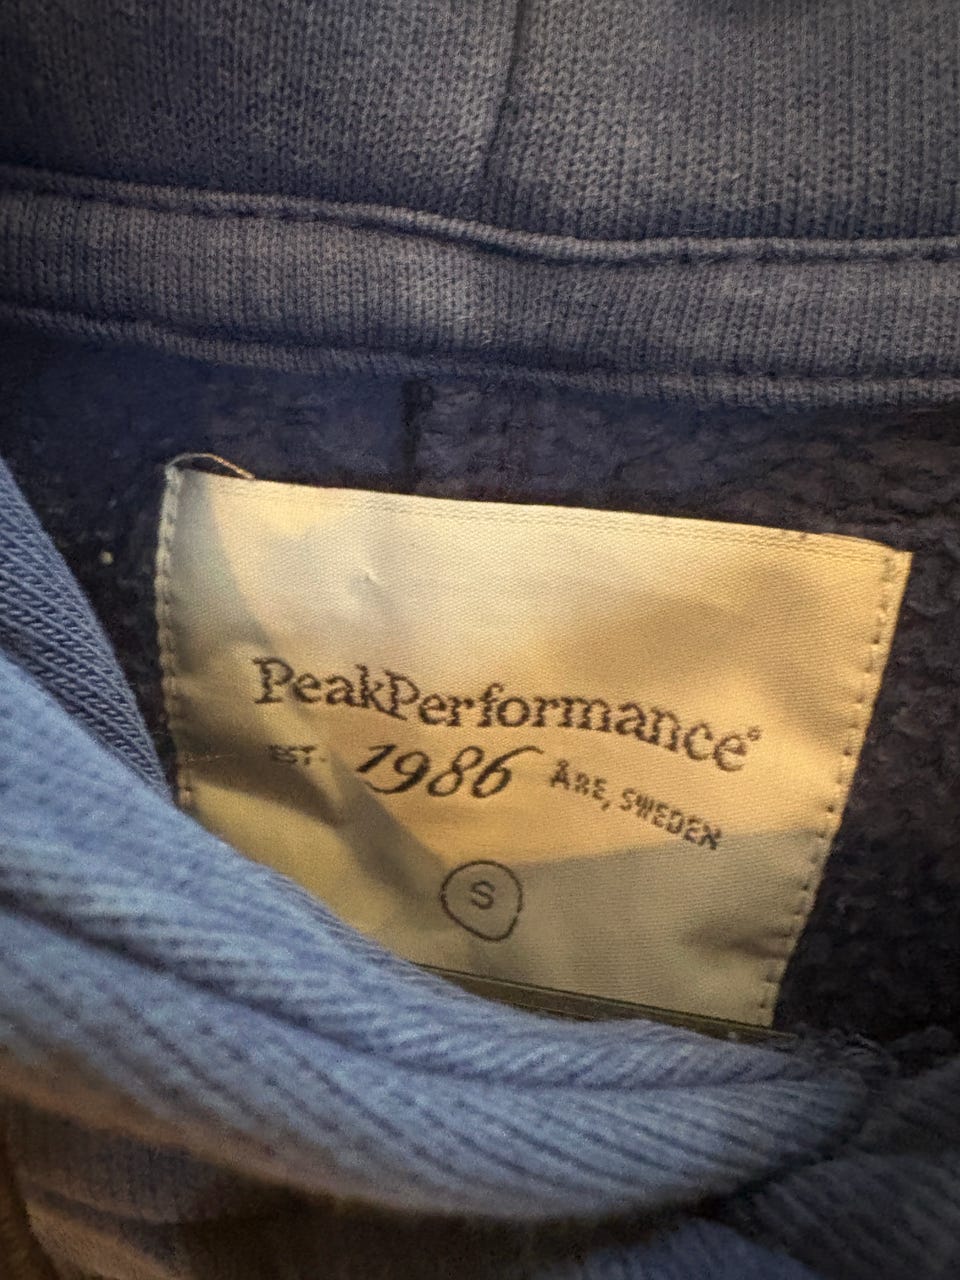 PeakPerformance®
EST. 1986 ÅRE, SWEDEN
S